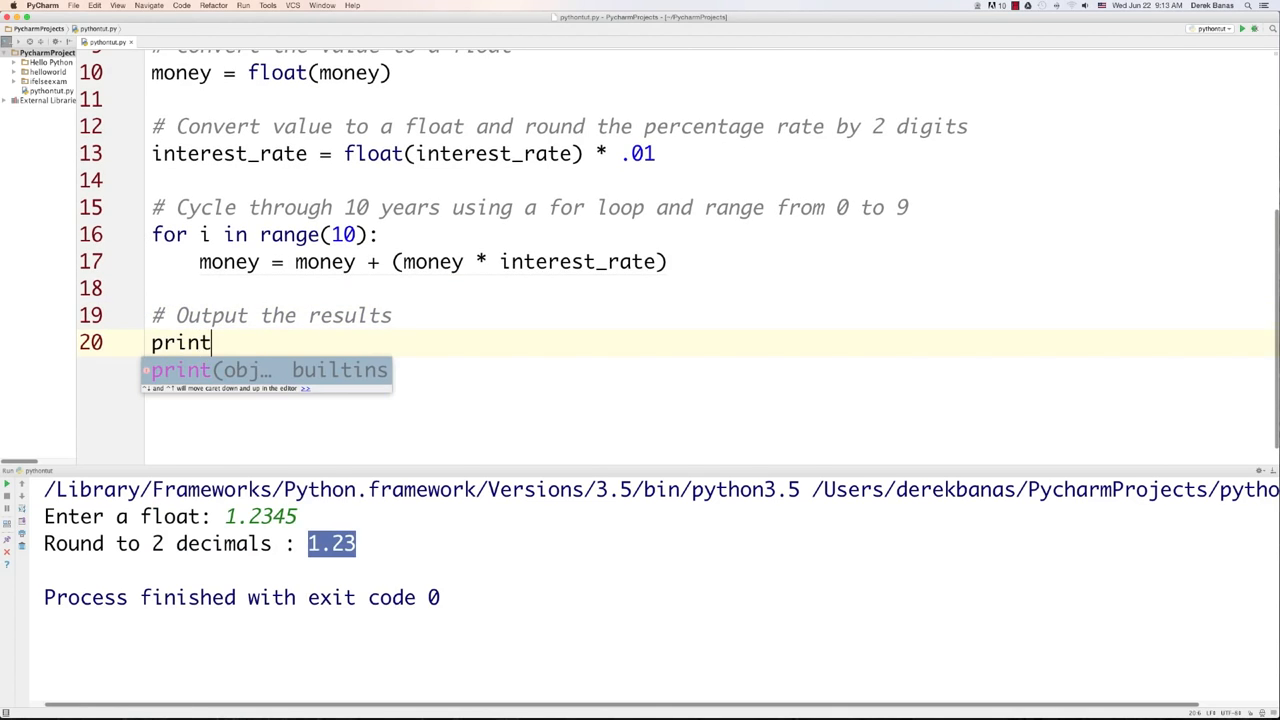 PyCharm File Edit View Navigate Code Refactor Run Tools VCS Window Help 10 Wed Jun 22 9:13 AM Derek Banas
pythontut.py - PycharmProjects - [~/PycharmProjects]
PycharmProjects pythontut.py pythontut
pythontut.py
PycharmProject
Hello Python
helloworld
ifelseexam
pythontut.py
External Librarie
9 # Convert the value to a float
10 money = float(money)
11
12 # Convert value to a float and round the percentage rate by 2 digits
13 interest_rate = float(interest_rate) * .01
14
15 # Cycle through 10 years using a for loop and range from 0 to 9
16 for i in range(10):
17 money = money + (money * interest_rate)
18
19 # Output the results
20 print
print(obj… builtins
^↓ and ^↑ will move caret down and up in the editor >>
Run pythontut
/Library/Frameworks/Python.framework/Versions/3.5/bin/python3.5 /Users/derekbanas/PycharmProjects/pytho
Enter a float: 1.2345
Round to 2 decimals : 1.23
Process finished with exit code 0
20:6 LF÷ UTF-8÷